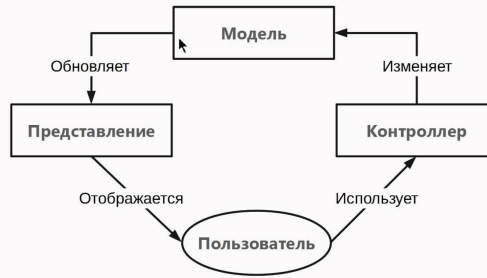 Модель
Обновляет
Изменяет
Представление
Контроллер
Отображается
Использует
Пользователь